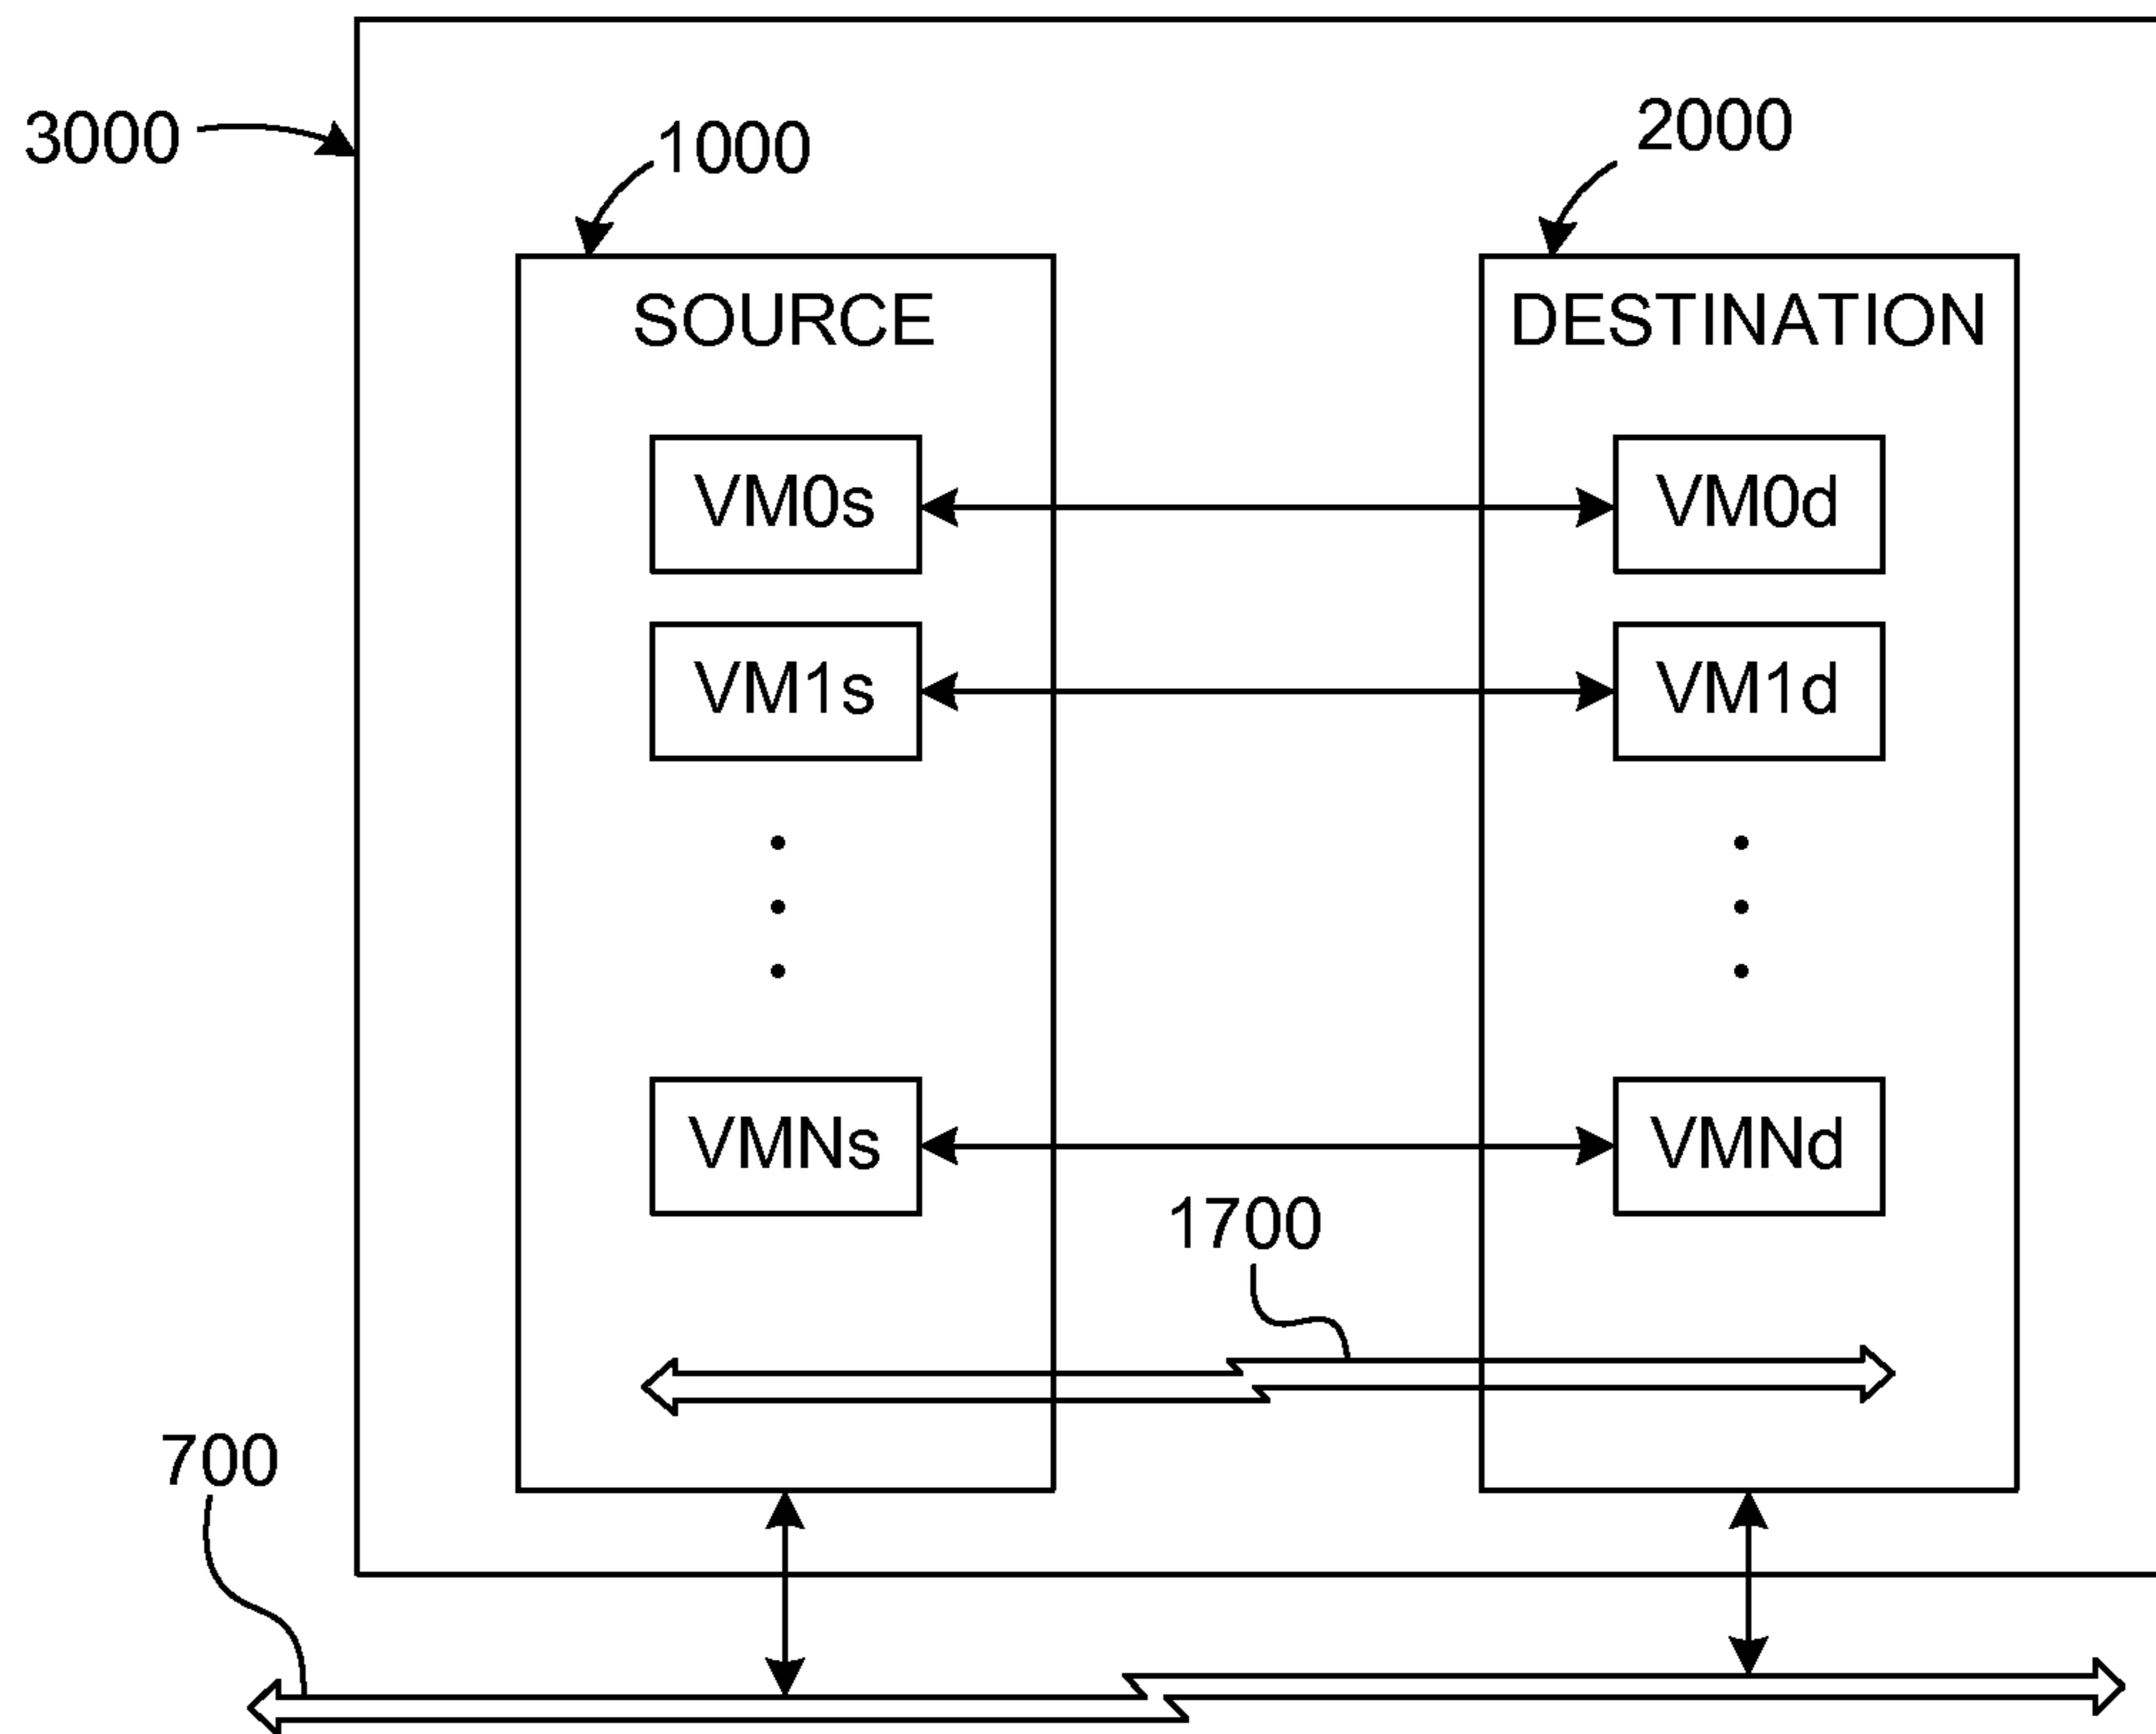 3000
1000
2000
SOURCE
DESTINATION
VM0s
VM0d
VM1s
VM1d
VMNs
VMNd
1700
700